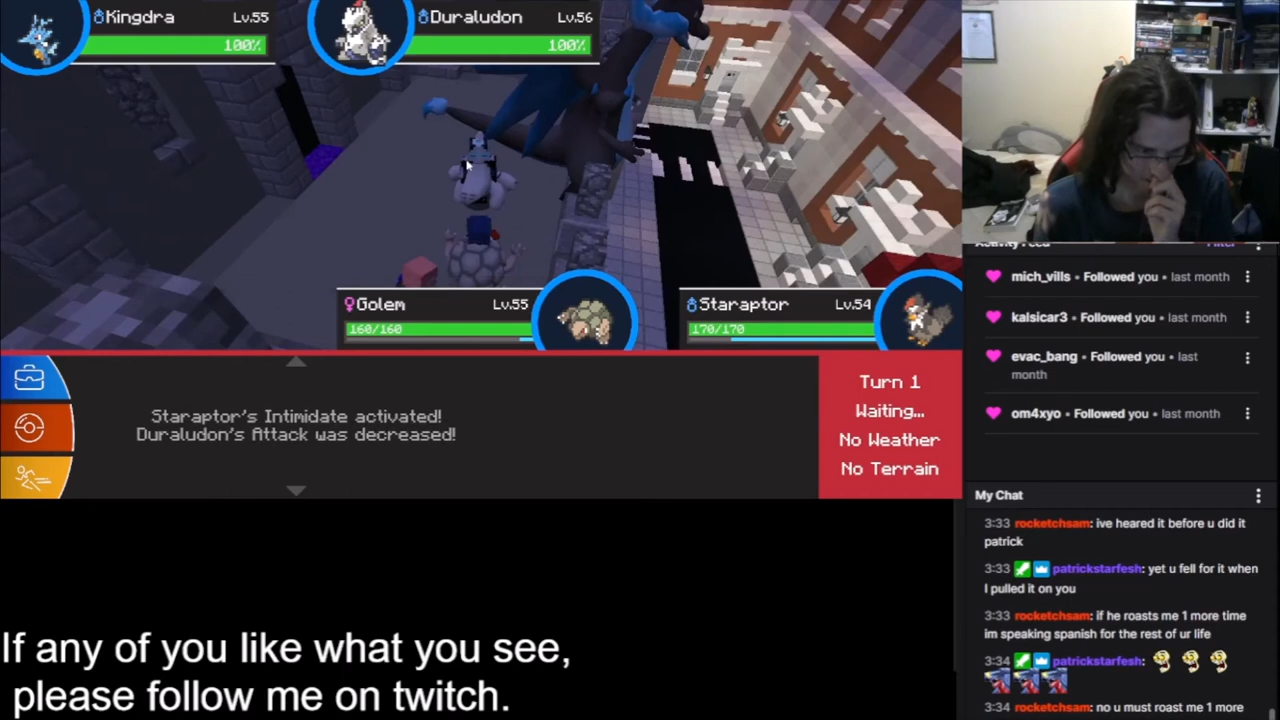 Kingdra Lv.55
100%
Duraludon Lv.56
100%
Golem Lv.55
160/160
Staraptor Lv.54
170/170
Staraptor's Intimidate activated!
Duraludon's Attack was decreased!
Turn 1
Waiting...
No Weather
No Terrain
If any of you like what you see,
please follow me on twitch.
mich_vills • Followed you • last month
kalsicar3 • Followed you • last month
evac_bang • Followed you • last
month
om4xyo • Followed you • last month
My Chat
3:33 rocketchsam: ive heared it before u did it
patrick
3:33 patrickstarfesh: yet u fell for it when
I pulled it on you
3:33 rocketchsam: if he roasts me 1 more time
im speaking spanish for the rest of ur life
3:34 patrickstarfesh:
3:34 rocketchsam: no u must roast me 1 more